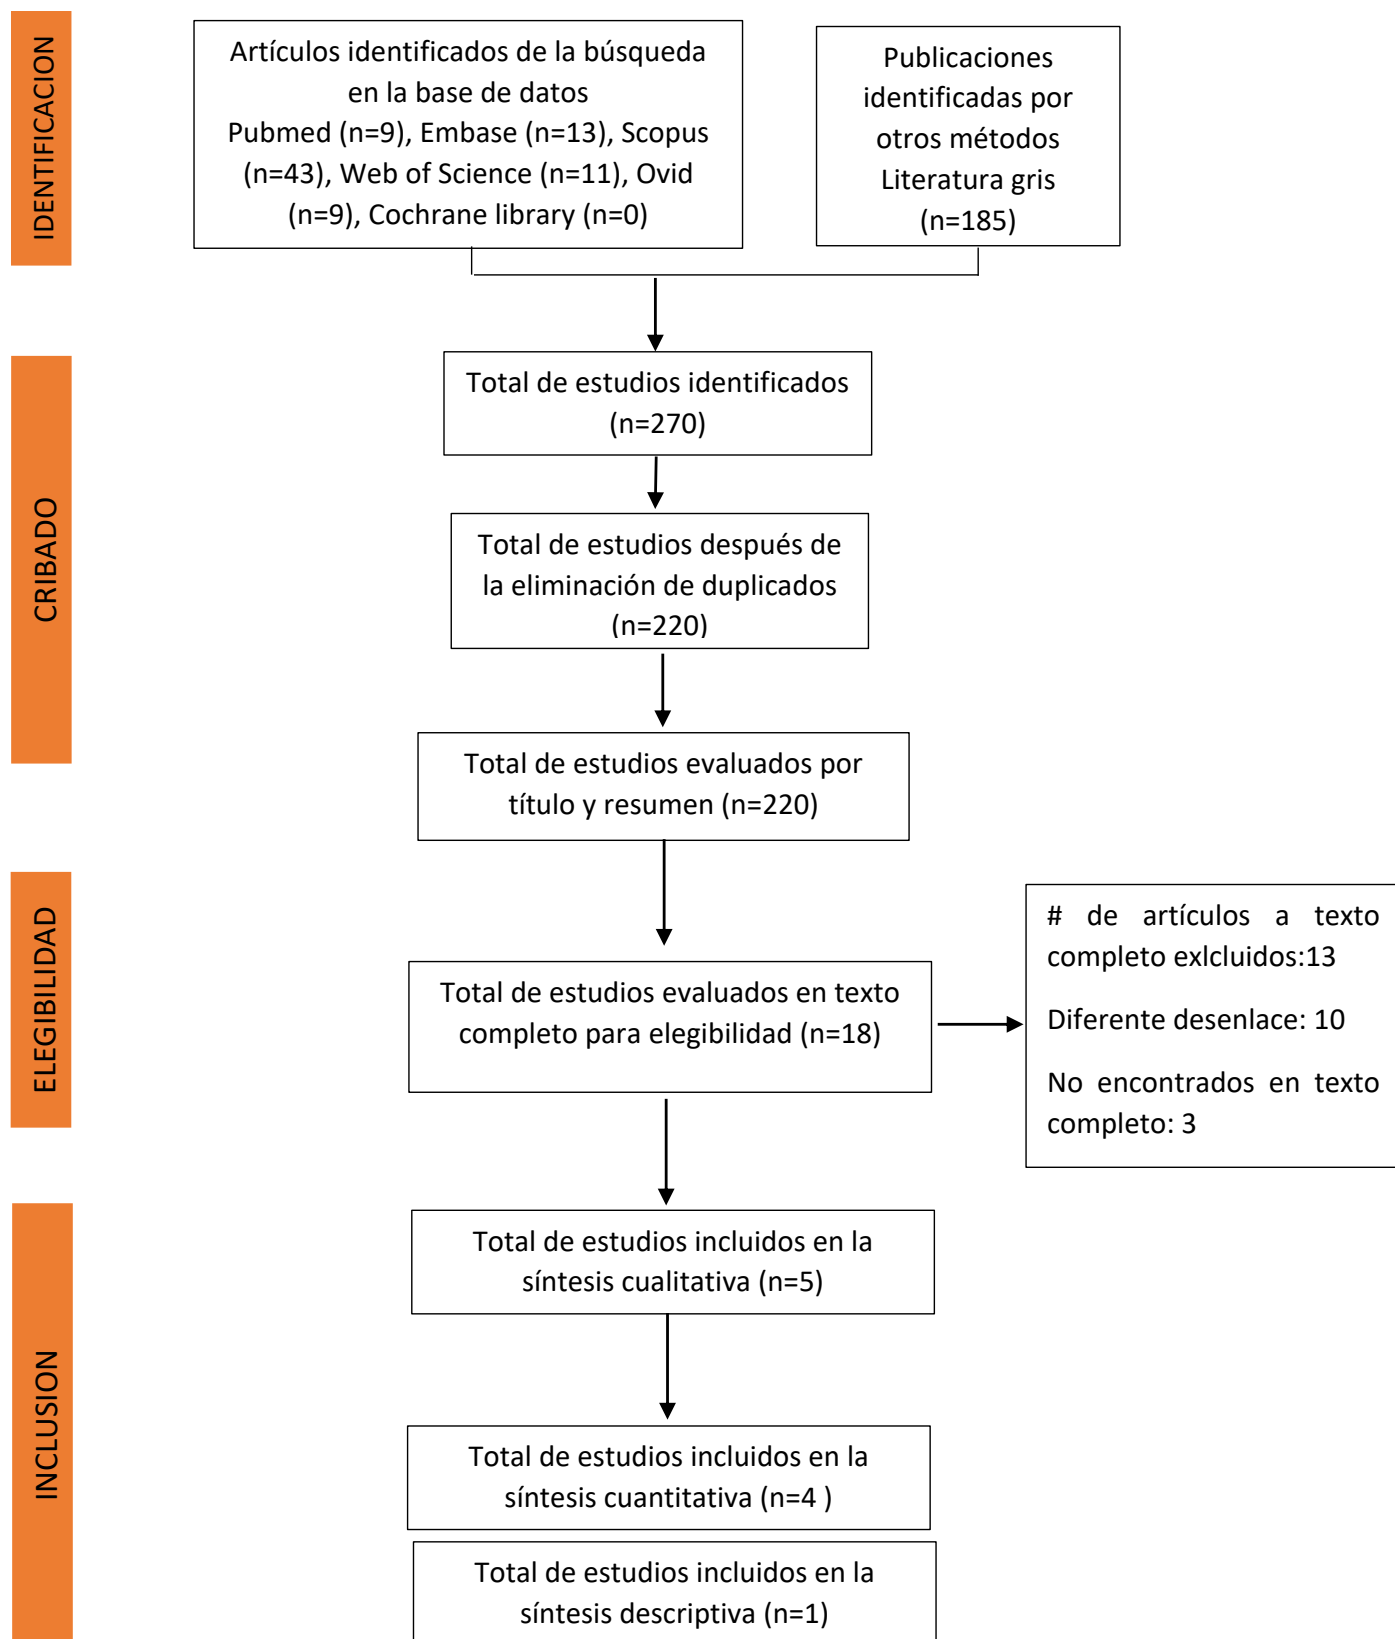 IDENTIFICACION
Artículos identificados de la búsqueda
en la base de datos
Pubmed (n=9), Embase (n=13), Scopus
(n=43), Web of Science (n=11), Ovid
(n=9), Cochrane library (n=0)
Publicaciones
identificadas por
otros métodos
Literatura gris
(n=185)
CRIBADO
Total de estudios identificados
(n=270)
Total de estudios después de
la eliminación de duplicados
(n=220)
Total de estudios evaluados por
título y resumen (n=220)
ELEGIBILIDAD
Total de estudios evaluados en texto
completo para elegibilidad (n=18)
# de artículos a texto
completo exlcluidos:13
Diferente desenlace: 10
No encontrados en texto
completo: 3
INCLUSION
Total de estudios incluidos en la
síntesis cualitativa (n=5)
Total de estudios incluidos en la
síntesis cuantitativa (n=4 )
Total de estudios incluidos en la
síntesis descriptiva (n=1)